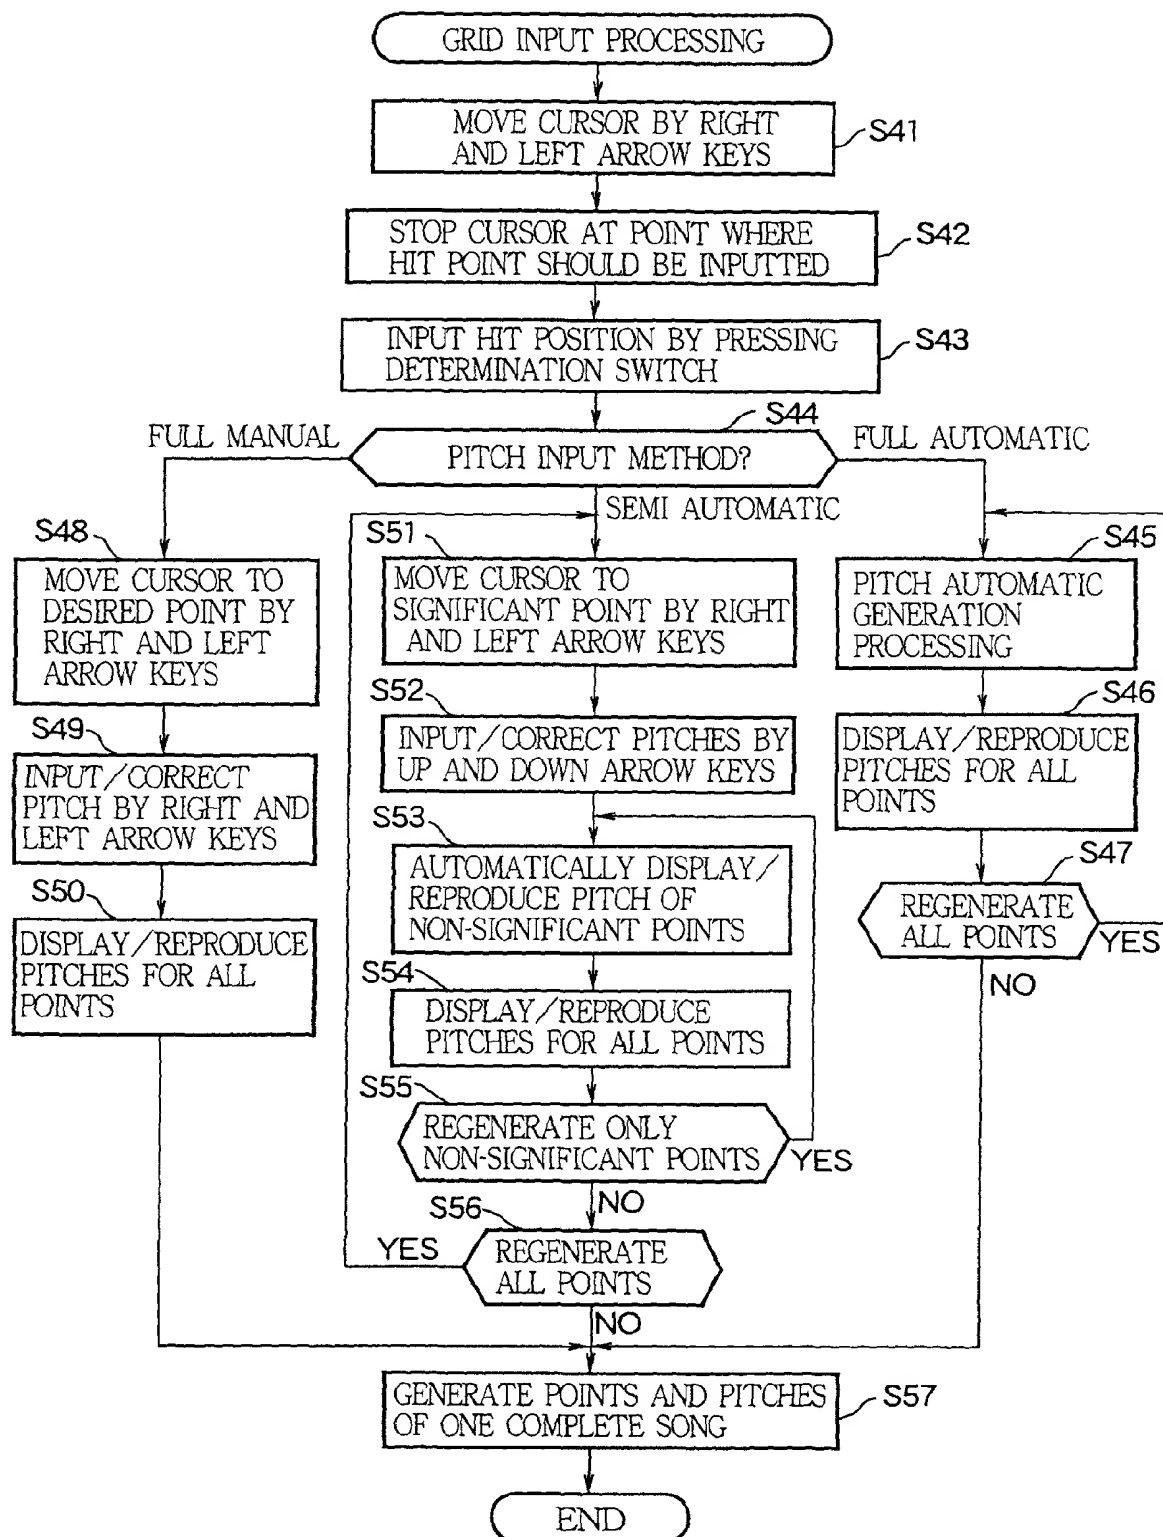 GRID INPUT PROCESSING
MOVE CURSOR BY RIGHT
AND LEFT ARROW KEYS
S41
STOP CURSOR AT POINT WHERE
HIT POINT SHOULD BE INPUTTED
S42
INPUT HIT POSITION BY PRESSING
DETERMINATION SWITCH
S43
S44
PITCH INPUT METHOD?
FULL MANUAL
SEMI AUTOMATIC
FULL AUTOMATIC
S48
MOVE CURSOR TO
DESIRED POINT BY
RIGHT AND LEFT
ARROW KEYS
S49
INPUT/CORRECT
PITCH BY RIGHT AND
LEFT ARROW KEYS
S50
DISPLAY/REPRODUCE
PITCHES FOR ALL
POINTS
S51
MOVE CURSOR TO
SIGNIFICANT POINT BY RIGHT
AND LEFT ARROW KEYS
S52
INPUT/CORRECT PITCHES BY
UP AND DOWN ARROW KEYS
S53
AUTOMATICALLY DISPLAY/
REPRODUCE PITCH OF
NON-SIGNIFICANT POINTS
S54
DISPLAY/REPRODUCE
PITCHES FOR ALL POINTS
S55
REGENERATE ONLY
NON-SIGNIFICANT POINTS
YES
NO
S56
REGENERATE
ALL POINTS
YES
NO
S45
PITCH AUTOMATIC
GENERATION
PROCESSING
S46
DISPLAY/REPRODUCE
PITCHES FOR ALL
POINTS
S47
REGENERATE
ALL POINTS
YES
NO
GENERATE POINTS AND PITCHES
OF ONE COMPLETE SONG
S57
END